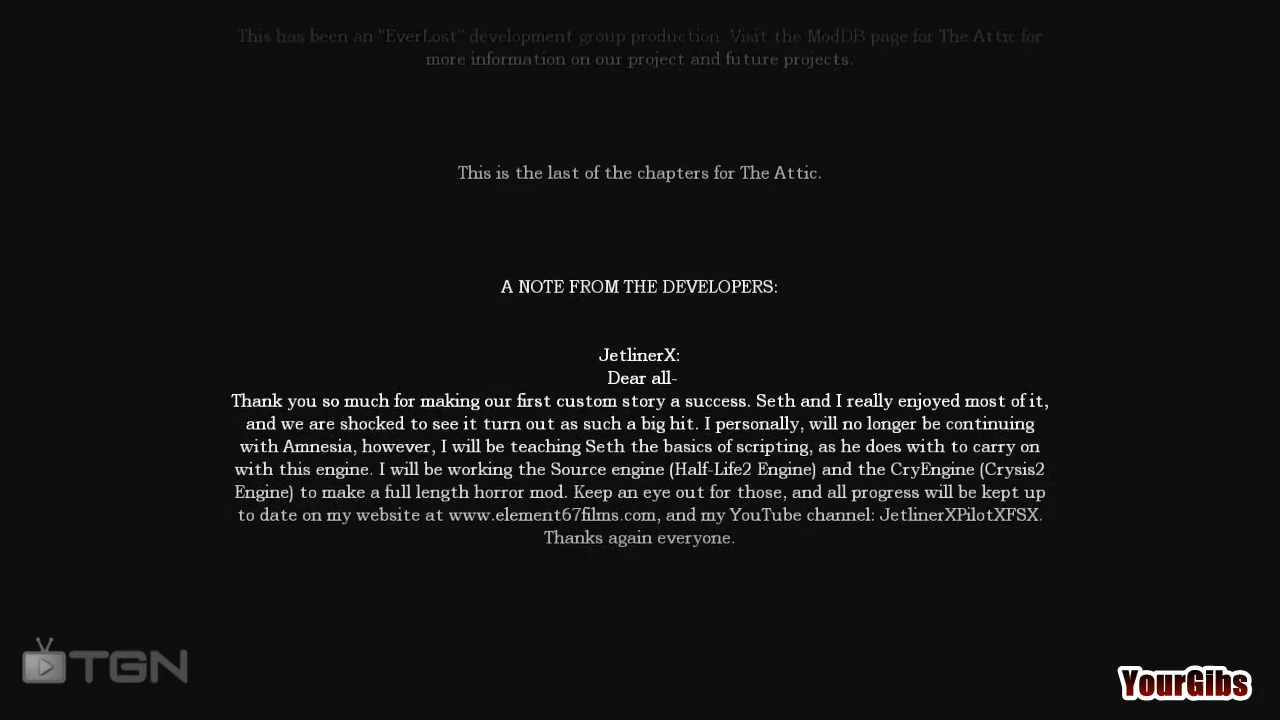 This has been an "EverLost" development group production. Visit the ModDB page for The Attic for
more information on our project and future projects.
This is the last of the chapters for The Attic.
A NOTE FROM THE DEVELOPERS:
JetlinerX:
Dear all-
Thank you so much for making our first custom story a success. Seth and I really enjoyed most of it,
and we are shocked to see it turn out as such a big hit. I personally, will no longer be continuing
with Amnesia, however, I will be teaching Seth the basics of scripting, as he does with to carry on
with this engine. I will be working the Source engine (Half-Life2 Engine) and the CryEngine (Crysis2
Engine) to make a full length horror mod. Keep an eye out for those, and all progress will be kept up
to date on my website at www.element67films.com, and my YouTube channel: JetlinerXPilotXFSX.
Thanks again everyone.
TGN
YourGibs